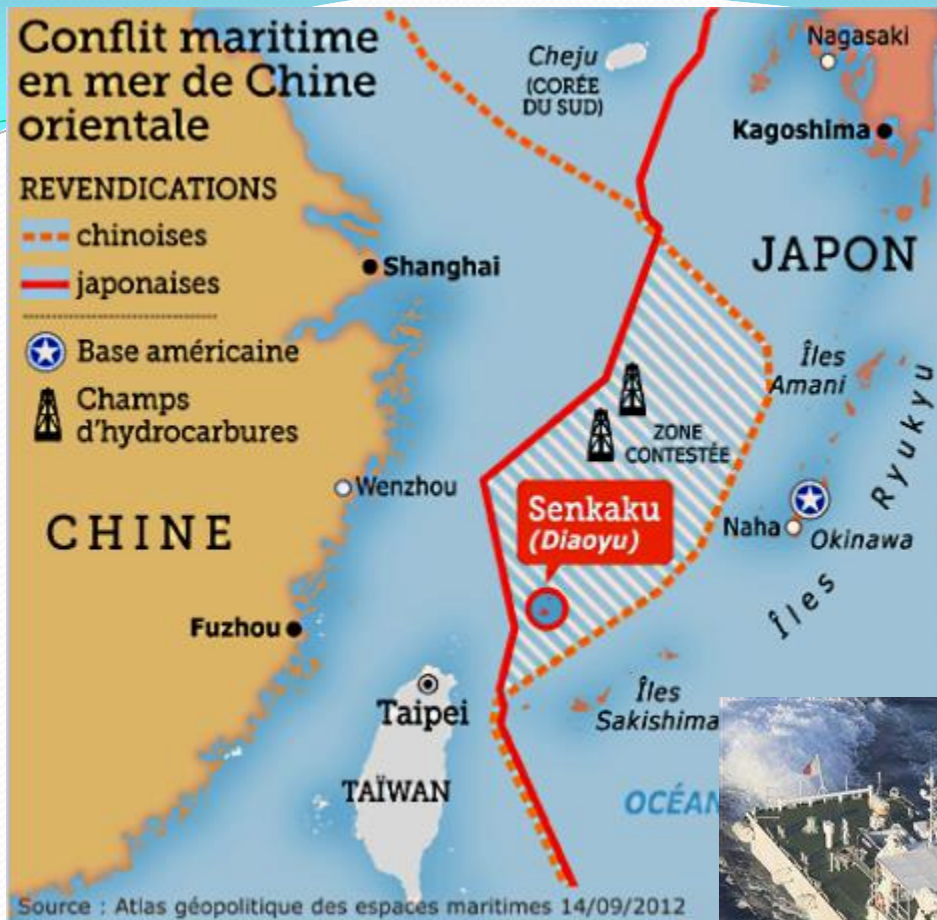 Conflit maritime
en mer de Chine
orientale
REVENDICATIONS
chinoises
japonaises
Base américaine
Champs
d'hydrocarbures
Cheju
(CORÉE
DU SUD)
Nagasaki
Kagoshima
JAPON
Shanghai
Îles
Amani
ZONE
CONTESTÉE
Wenzhou
Senkaku
(Diaoyu)
Naha
Okinawa
Îles Ryukyu
CHINE
Fuzhou
Taipei
Îles
Sakishima
TAÏWAN
OCÉAN
Source : Atlas géopolitique des espaces maritimes 14/09/2012